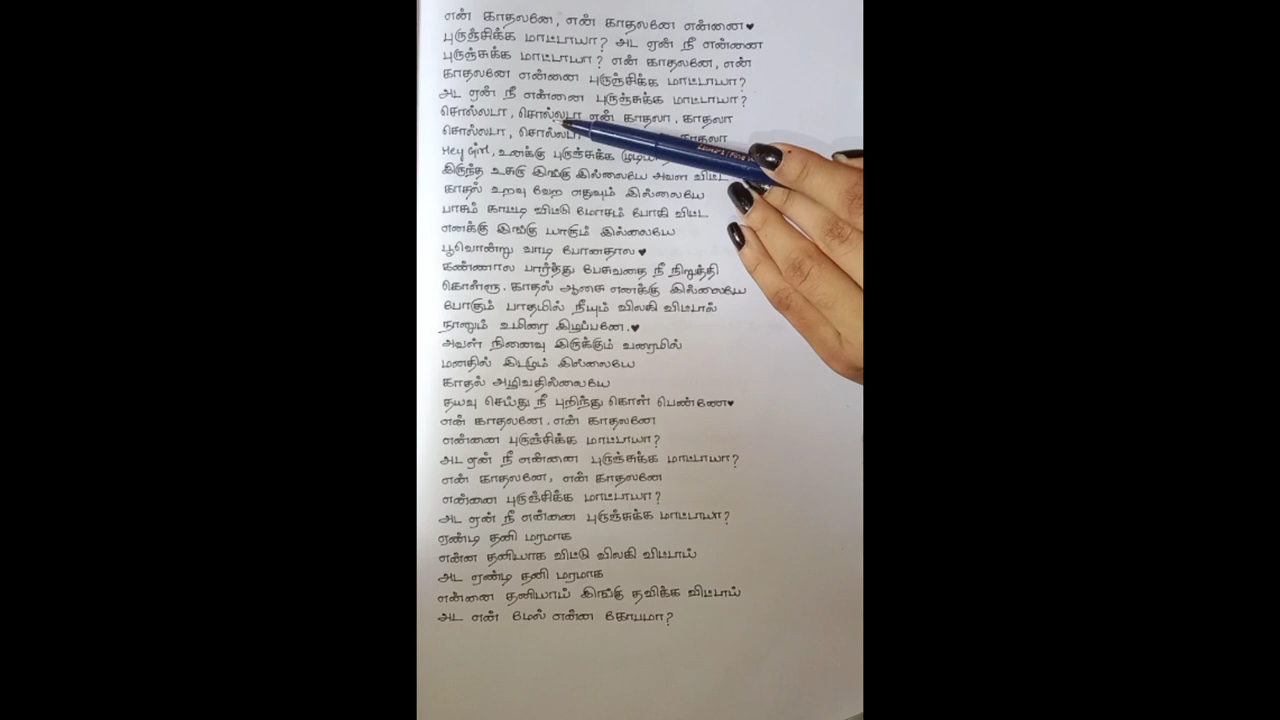 என் காதலனே, என் காதலனே என்னை♥
புருஞ்சிக்க மாட்டாயா? அட ஏன் நீ என்னை
புருஞ்சுக்க மாட்டாயா? என் காதலனே, என்
காதலனே என்னை புருஞ்சிக்க மாட்டாயா?
அட ஏன் நீ என்னை புருஞ்சுக்க மாட்டாயா?
சொல்லடா, சொல்லடா ஏன் காதலா, காதலா
சொல்லடா, சொல்லடா காதலா
Hey Girl, உனக்கு புருஞ்சுக்க
இருந்த உசுரு இங்கு இல்லையே அவள விட்ட
காதல் உறவு வேற எதுவும் இல்லையே
பாசம் காட்டி விட்டு மோசம் போகி விட்ட
எனக்கு இங்கு யாரும் இல்லையே
பூவொன்று வாடி போனதால♥
கண்ணால பார்த்து பேசுவதை நீ நிறுத்தி
கொள்ளு. காதல் ஆசை எனக்கு இல்லையே
போகும் பாதயில் நீயும் விலகி விட்டால்
நானும் உயிரை இழப்பனே.♥
அவள் நினைவு இருக்கும் வரையில்
மனதில் இடமும் இல்லையே
காதல் அழிவதில்லையே
தயவு செய்து நீ புறிந்து கொள் பெண்ணே♥
என் காதலனே, என் காதலனே
என்னை புருஞ்சிக்க மாட்டாயா?
அட ஏன் நீ என்னை புருஞ்சுக்க மாட்டாயா?
என் காதலனே, என் காதலனே
என்னை புருஞ்சிக்க மாட்டாயா?
அட ஏன் நீ என்னை புருஞ்சுக்க மாட்டாயா?
ஏண்டி தனி மரமாக
என்ன தனியாக விட்டு விலகி விட்டாய்
அட ஏண்டி தனி மரமாக
என்னை தனியாய் இங்கு தவிக்க விட்டாய்
அட என் மேல் என்ன கோபமா?